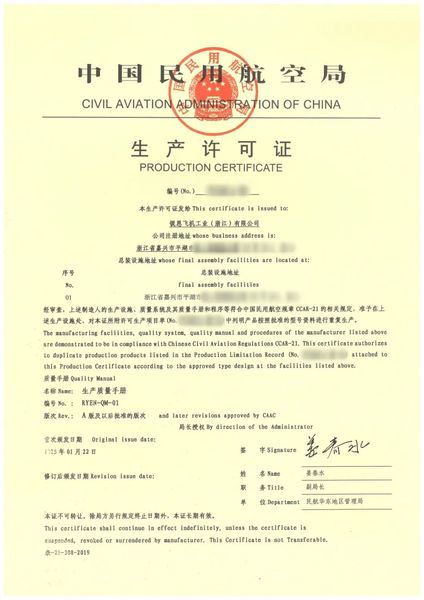 中国民用航空局
CIVIL AVIATION ADMINISTRATION OF CHINA
生产许可证
PRODUCTION CERTIFICATE
编号(No.)
本生产许可证发给 This certificate is issued to:
锐恩飞机工业（浙江）有限公司
公司注册地址 whose business address is:
浙江省嘉兴市平湖市
总装设施地址 whose final assembly facilities are located at:
序号 总装设施地址
No. final assembly facilities
01 浙江省嘉兴市平湖市
经审查，上述制造人的生产设施、质量系统及其质量手册和程序等符合中国民用航空规章 CCAR-21 的相关规定，准予在上
述生产设施处，对本证所附许可生产项目单(No. )中列明产品按照批准的型号资料进行重复生产。
The manufacturing facilities, quality system, quality manual and procedures of the manufacturer listed above
are demonstrated to be in compliance with Chinese Civil Aviation Regulations CCAR-21. This certificate authorizes
to duplicate production products listed in the Production Limitation Record (No. ) attached to
this Production Certificate according to the approved type design at the facilities listed above.
质量手册 Quality Manual
名称 Name: 生产质量手册
编号 No.: RYEN-QM-01
版次 Rev.: A 版及以后批准的版次 and later revisions approved by CAAC
局长授权 By direction of the Administrator
首次颁发日期 Original issue date:
年 01 月 22 日
签 字 Signature 姜春水
修订后颁发日期 Revision issue date:
姓 名 Name: 姜春水
职 务 Title: 副局长
单 位 Department 民航华东地区管理局
本证不可转让。除局方另行规定终止日期外，本证长期有效。
This certificate shall continue in effect indefinitely, unless the certificate is
suspended, revoked or surrendered by manufacturer. This Certificate is not Transferable.